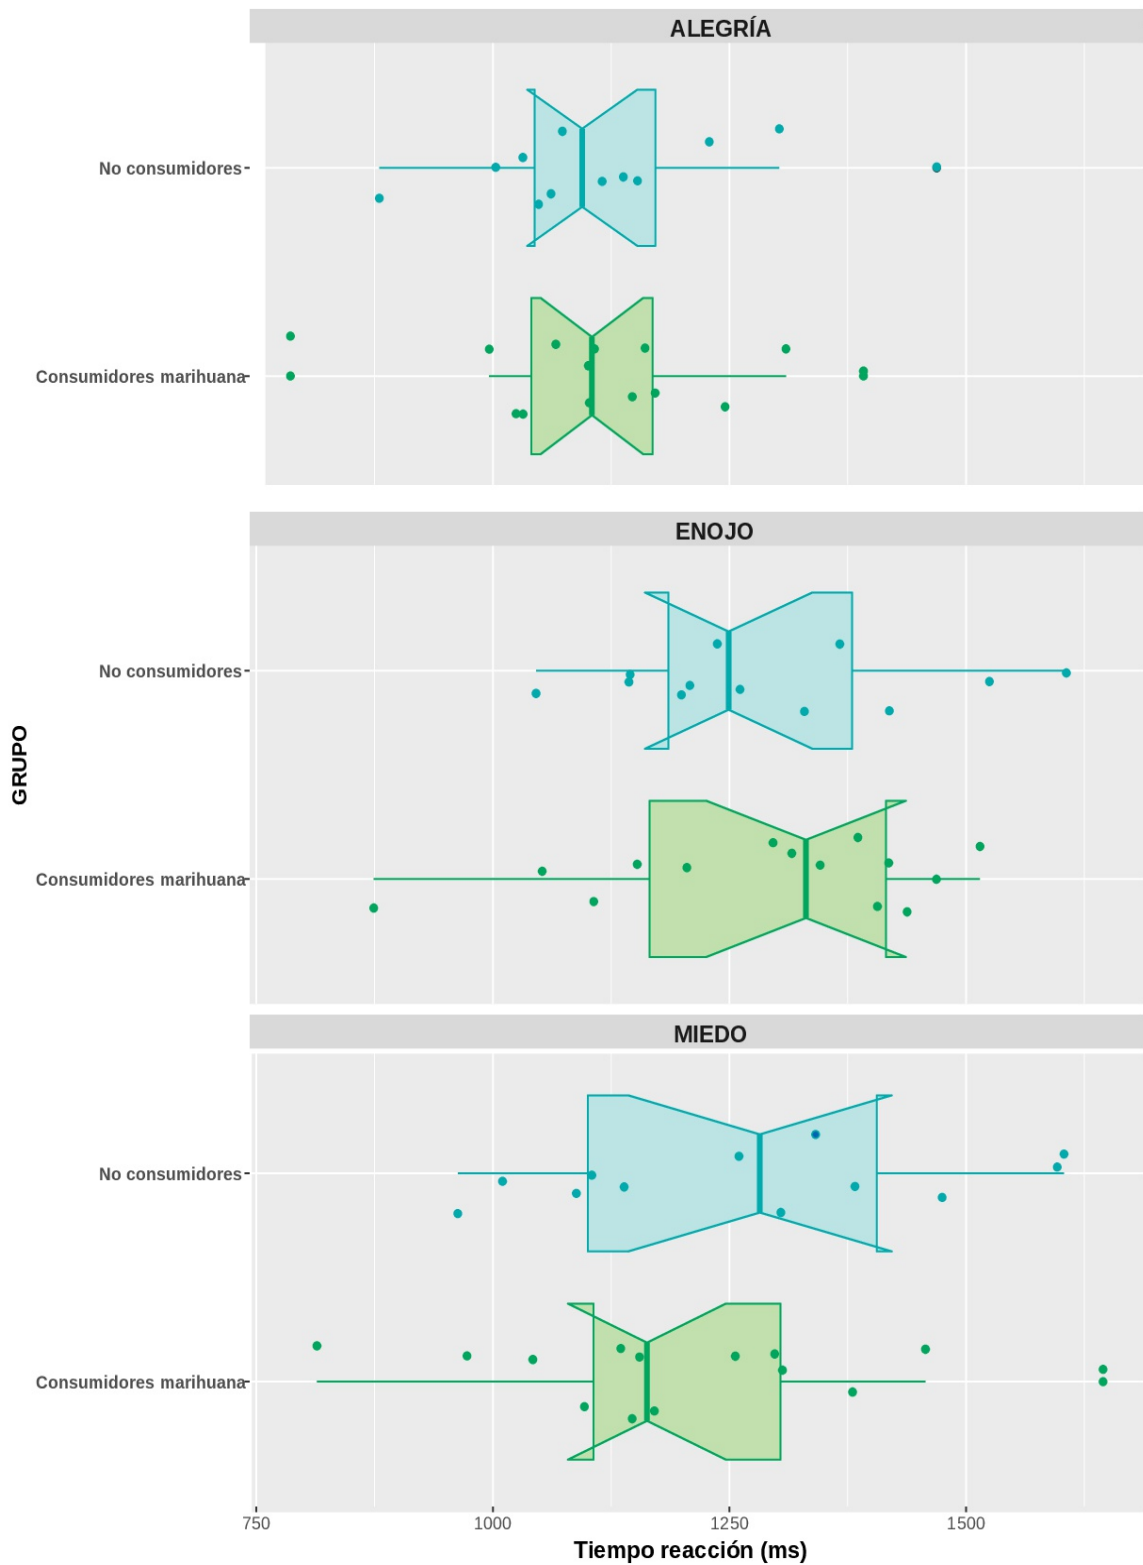 ALEGRÍA
No consumidores
Consumidores marihuana
ENOJO
No consumidores
Consumidores marihuana
GRUPO
MIEDO
No consumidores
Consumidores marihuana
750 1000 1250 1500
Tiempo reacción (ms)